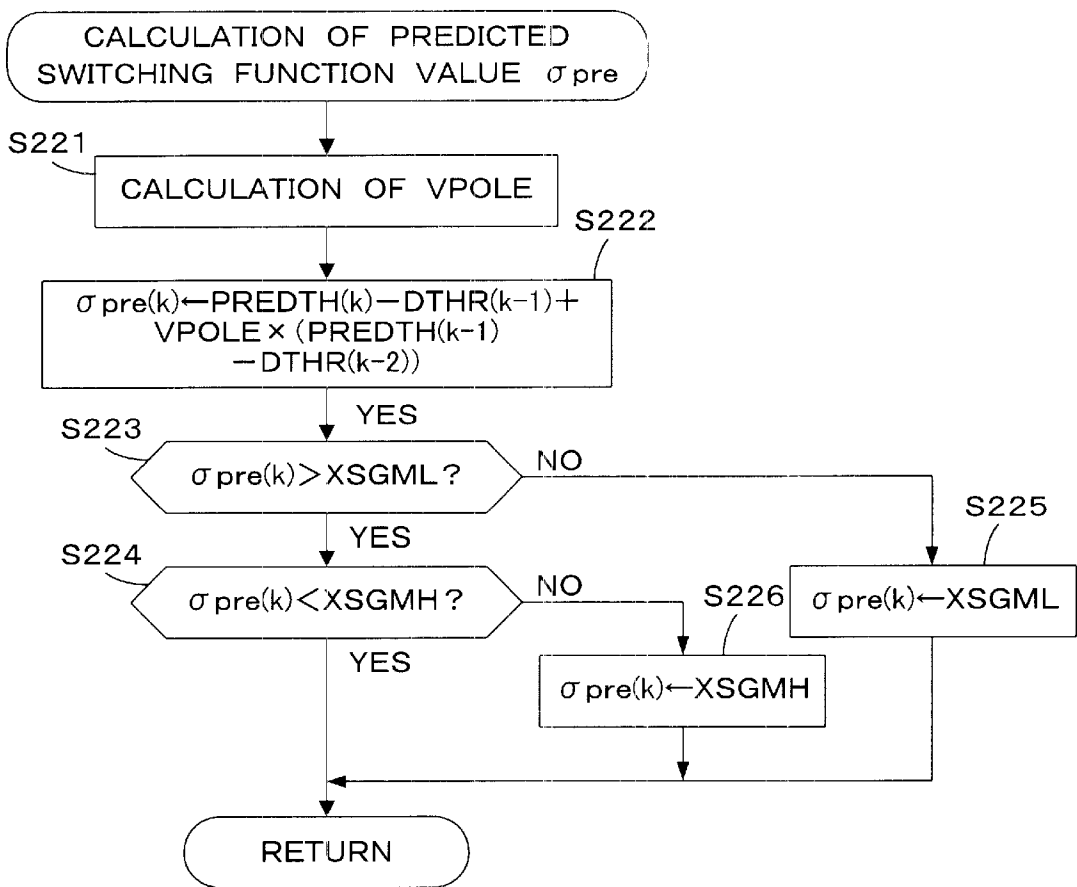 CALCULATION OF PREDICTED
SWITCHING FUNCTION VALUE σpre
S221
CALCULATION OF VPOLE
S222
σpre(k)←PREDTH(k)−DTHR(k-1)+
VPOLE×(PREDTH(k-1)
−DTHR(k-2))
YES
S223
σpre(k)>XSGML?
NO
YES
S225
σpre(k)←XSGML
S224
σpre(k)<XSGMH?
NO
YES
S226
σpre(k)←XSGMH
RETURN